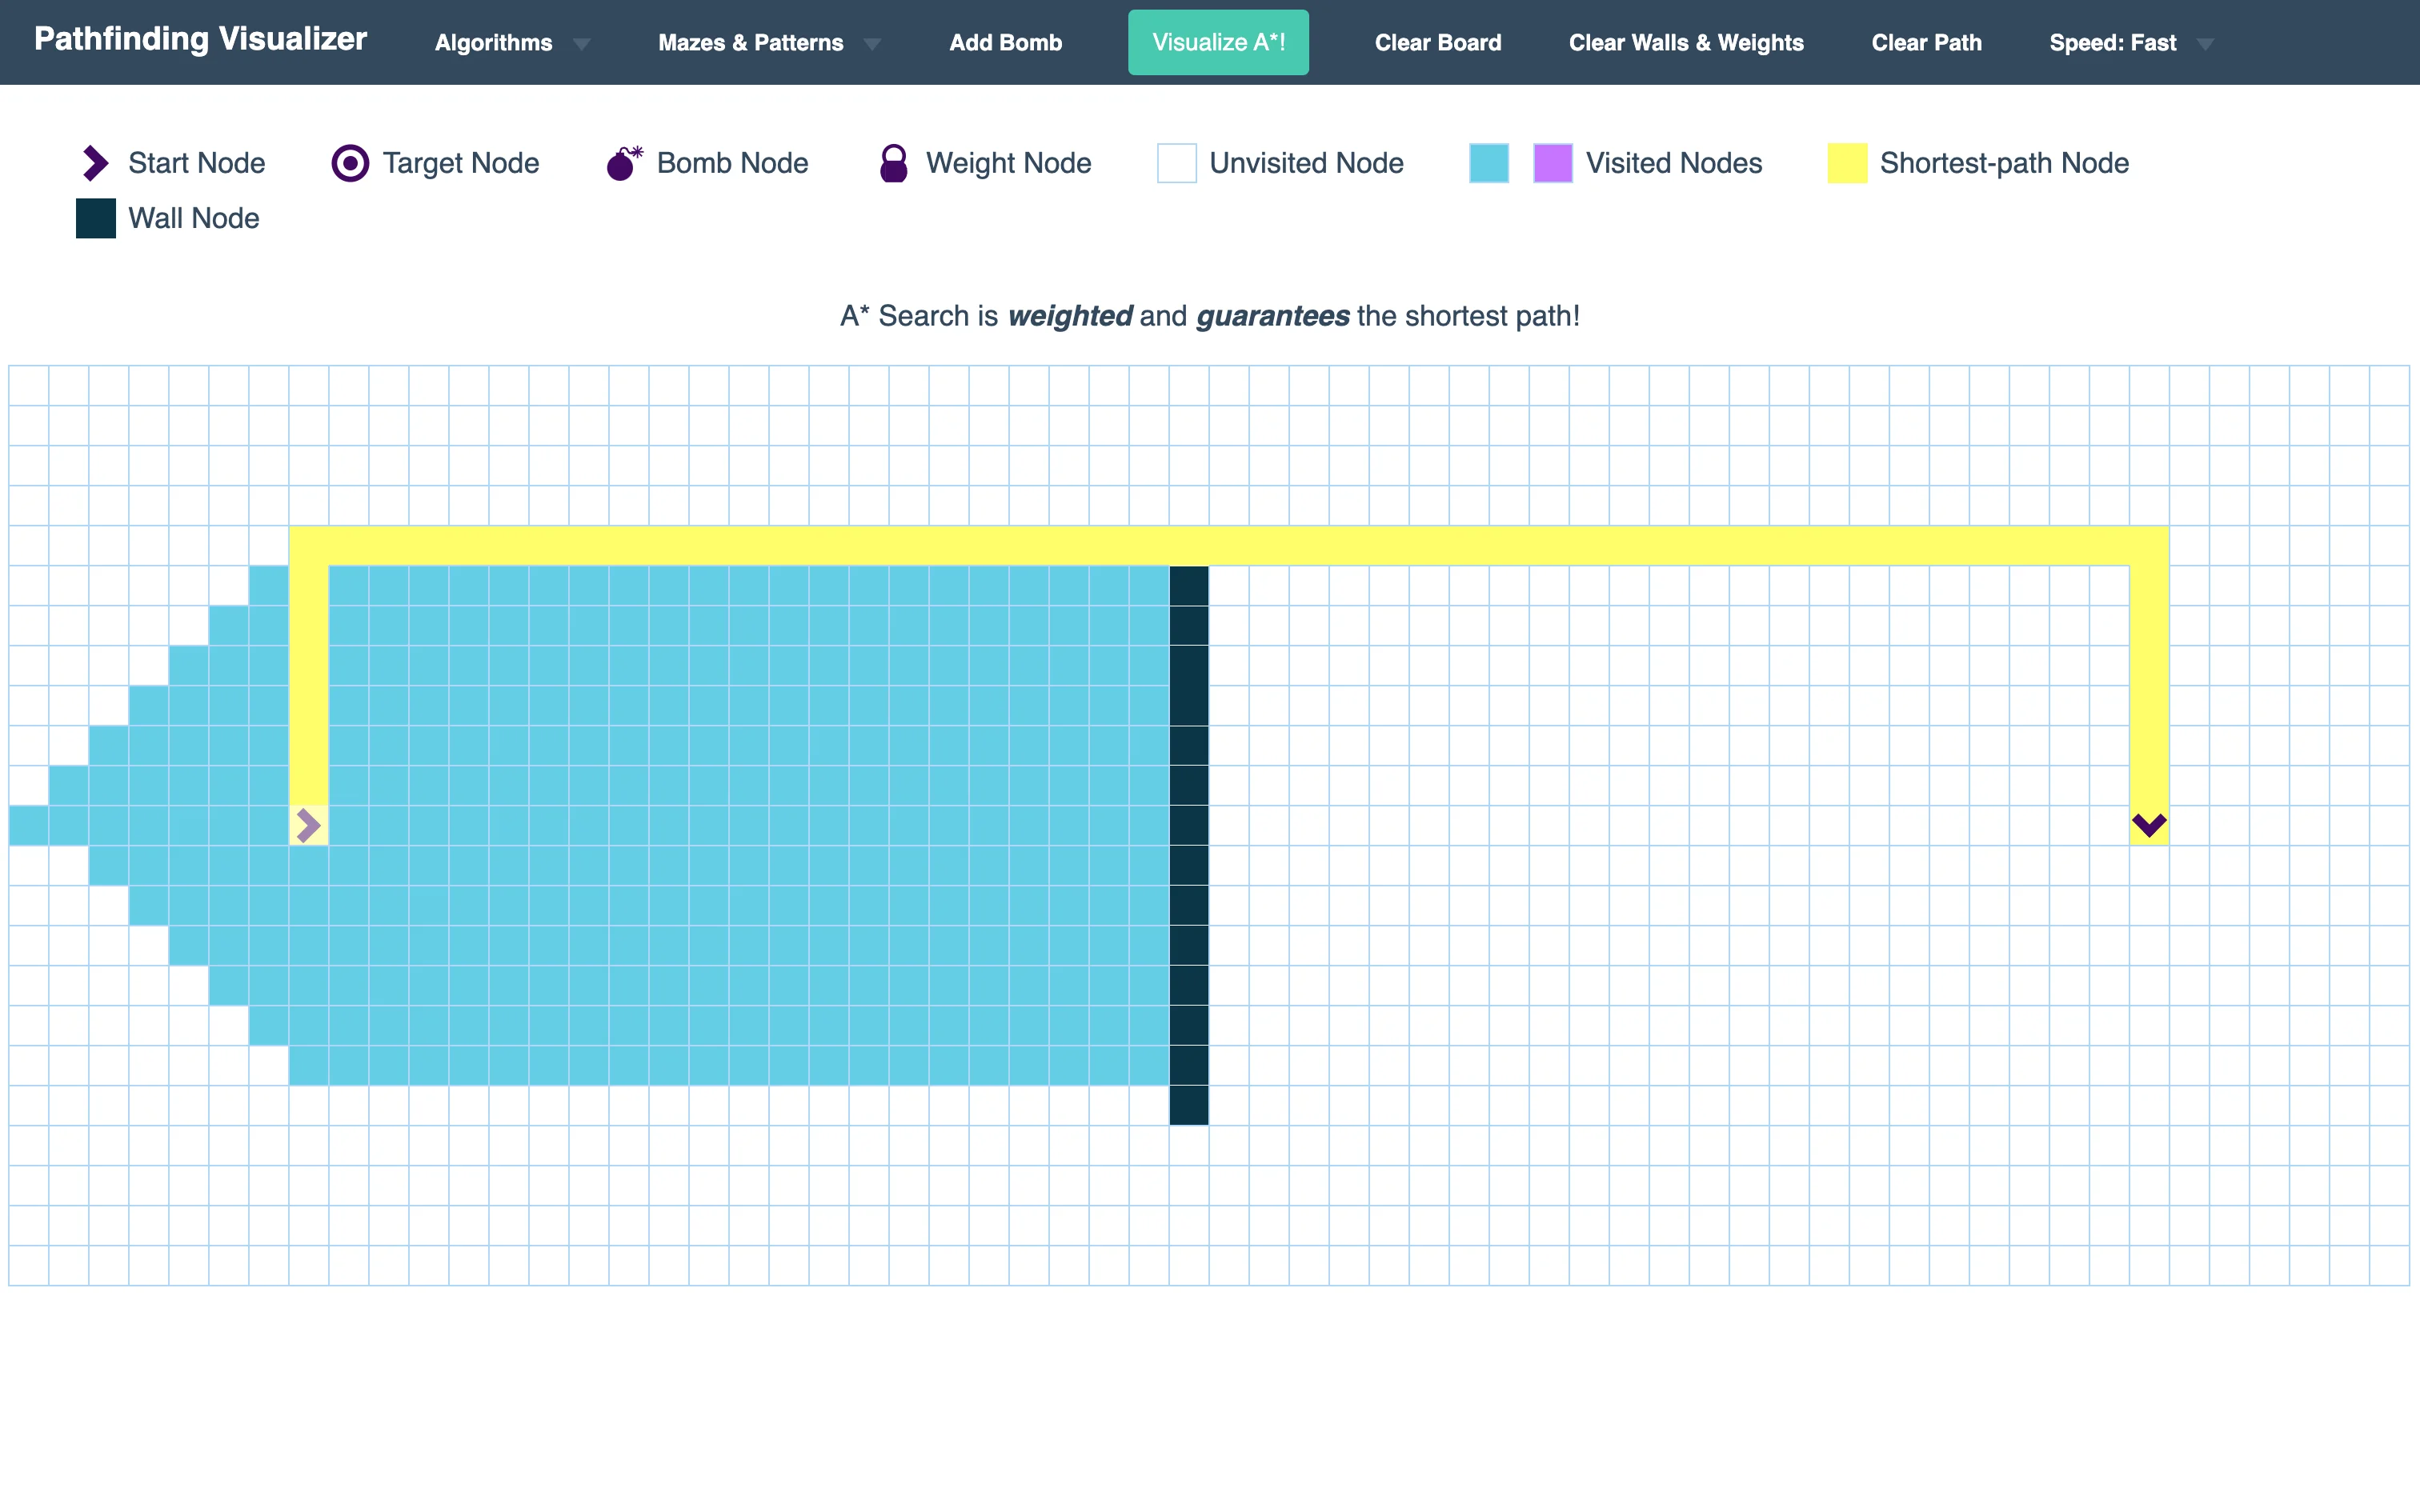 Pathfinding Visualizer Algorithms Mazes & Patterns Add Bomb Visualize A*! Clear Board Clear Walls & Weights Clear Path Speed: Fast
Start Node Target Node Bomb Node Weight Node Unvisited Node Visited Nodes Shortest-path Node
Wall Node
A* Search is weighted and guarantees the shortest path!